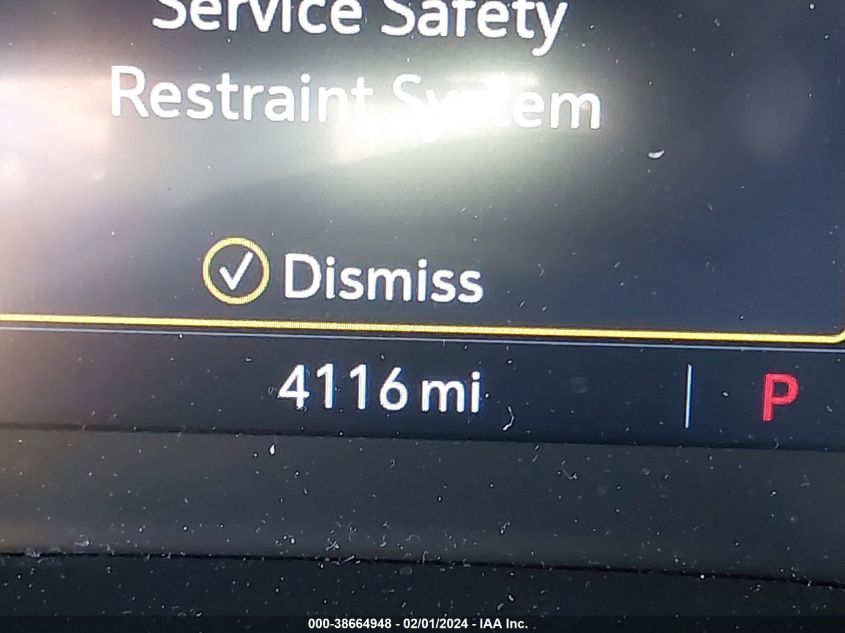 Service Safety
Restraint System
Dismiss
4116 mi
P
000-38664948 - 02/01/2024 - IAA Inc.